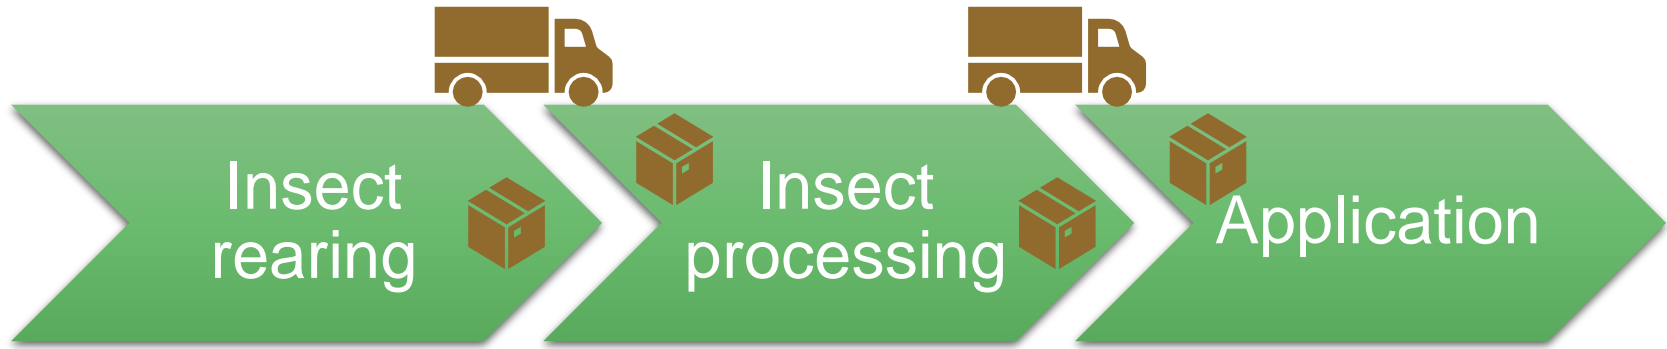 Insect
rearing
Insect
processing
Application